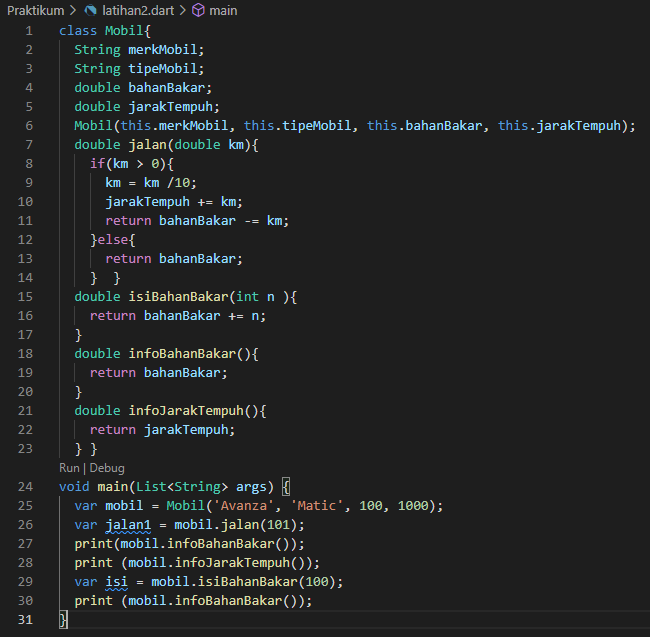 Praktikum > latihan2.dart > main
1 class Mobil{
2   String merkMobil;
3   String tipeMobil;
4   double bahanBakar;
5   double jarakTempuh;
6   Mobil(this.merkMobil, this.tipeMobil, this.bahanBakar, this.jarakTempuh);
7   double jalan(double km){
8     if(km > 0){
9       km = km /10;
10       jarakTempuh += km;
11       return bahanBakar -= km;
12     }else{
13       return bahanBakar;
14     }  }
15   double isiBahanBakar(int n ){
16     return bahanBakar += n;
17   }
18   double infoBahanBakar(){
19     return bahanBakar;
20   }
21   double infoJarakTempuh(){
22     return jarakTempuh;
23   } }
Run | Debug
24 void main(List<String> args) {
25   var mobil = Mobil('Avanza', 'Matic', 100, 1000);
26   var jalan1 = mobil.jalan(101);
27   print(mobil.infoBahanBakar());
28   print (mobil.infoJarakTempuh());
29   var isi = mobil.isiBahanBakar(100);
30   print (mobil.infoBahanBakar());
31 }